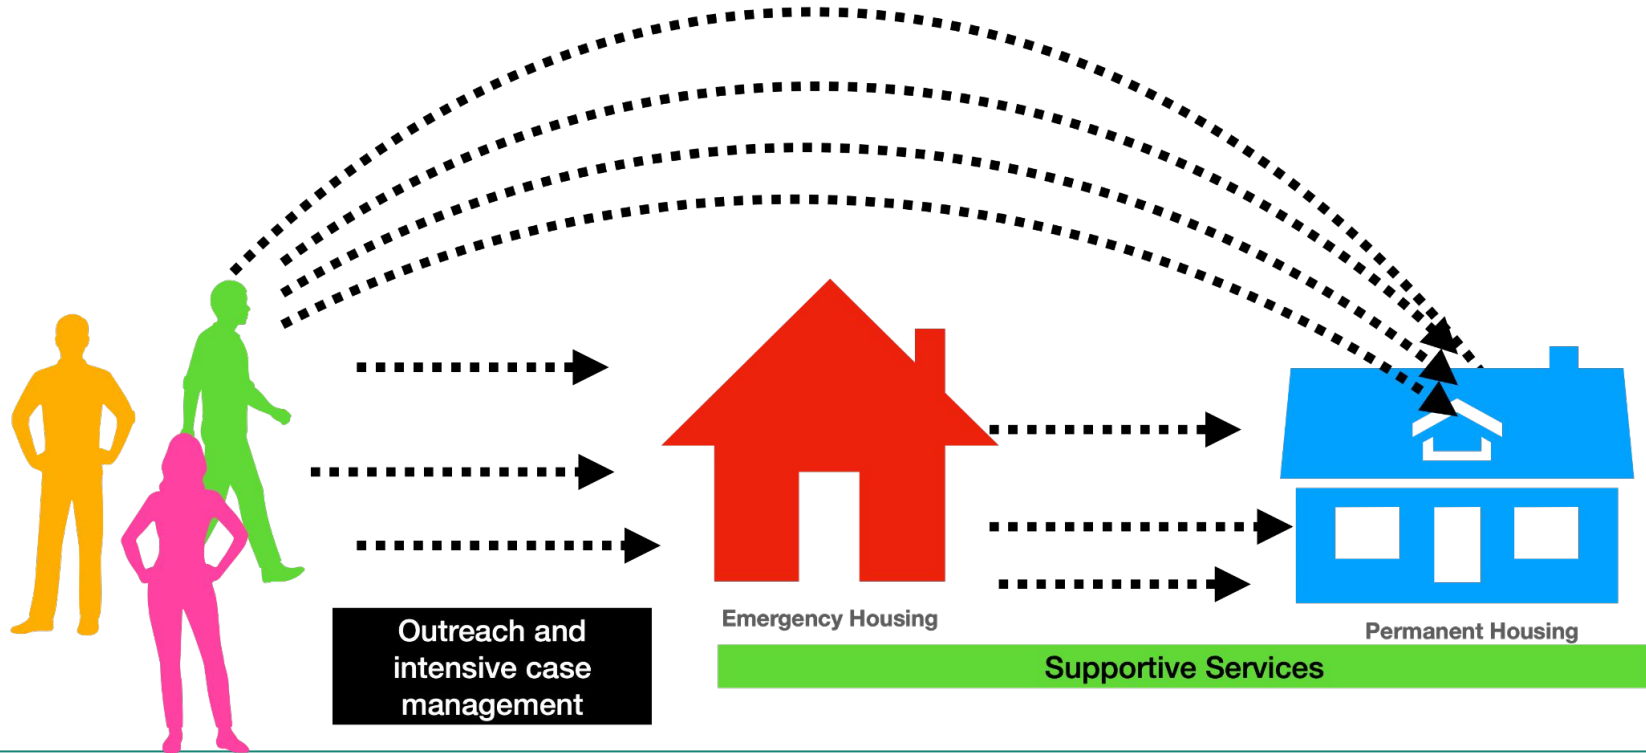 Outreach and
intensive case
management
Emergency Housing
Permanent Housing
Supportive Services